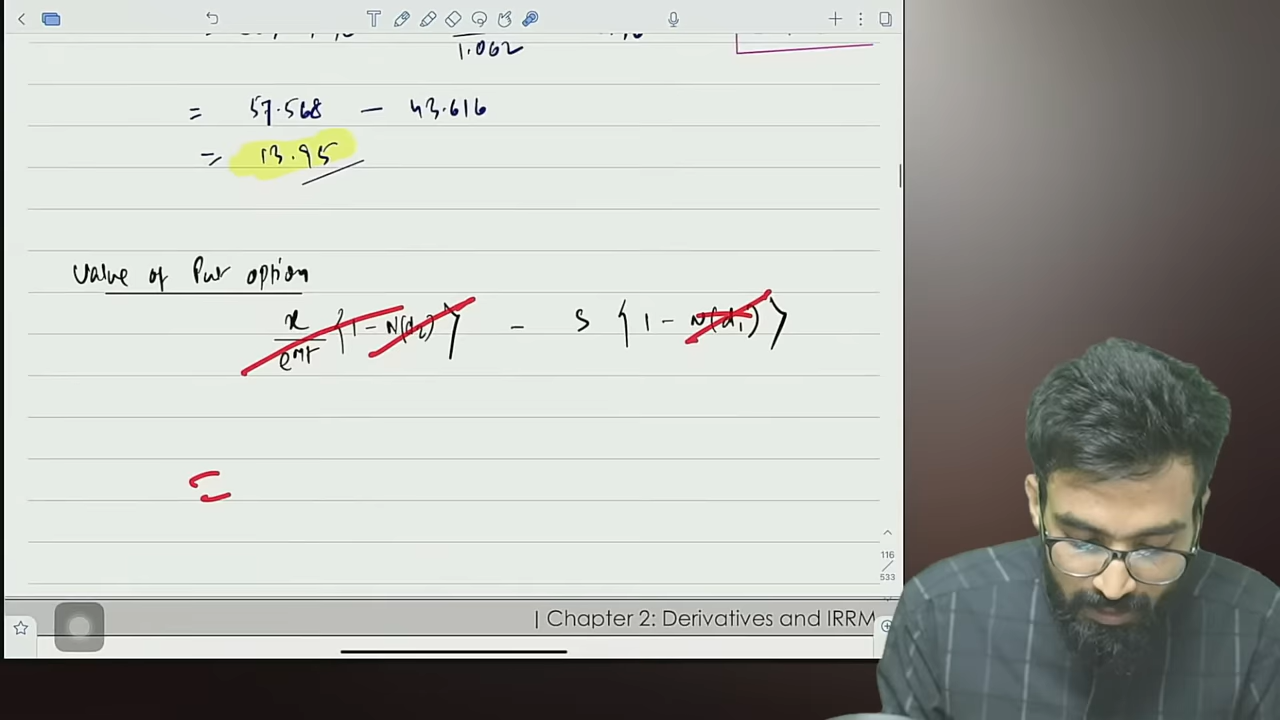 1.062
= 57.568 - 43.616
= 13.95
Value of Put option
x/e^rt {1 - N(d2)} - S {1 - N(d1)}
=
116
533
| Chapter 2: Derivatives and IRRM